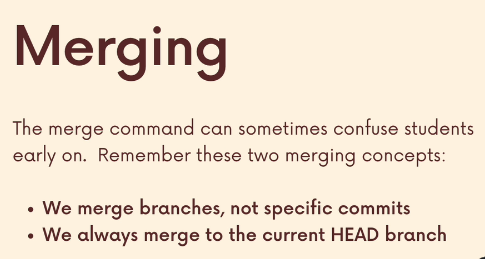 Merging
The merge command can sometimes confuse students
early on.  Remember these two merging concepts:
• We merge branches, not specific commits
• We always merge to the current HEAD branch